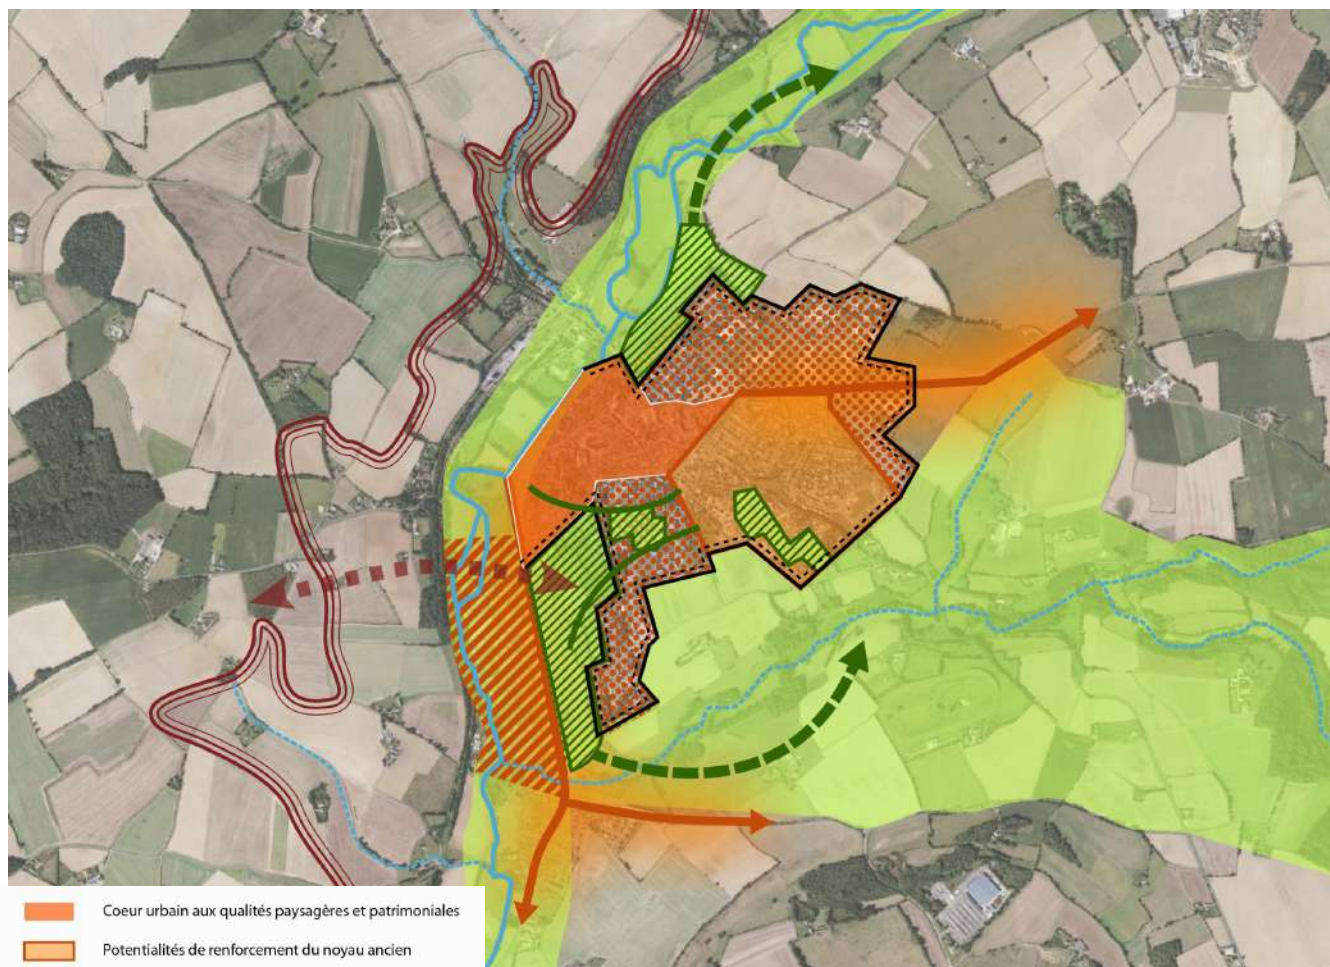 Coeur urbain aux qualités paysagères et patrimoniales
Potentialités de renforcement du noyau ancien